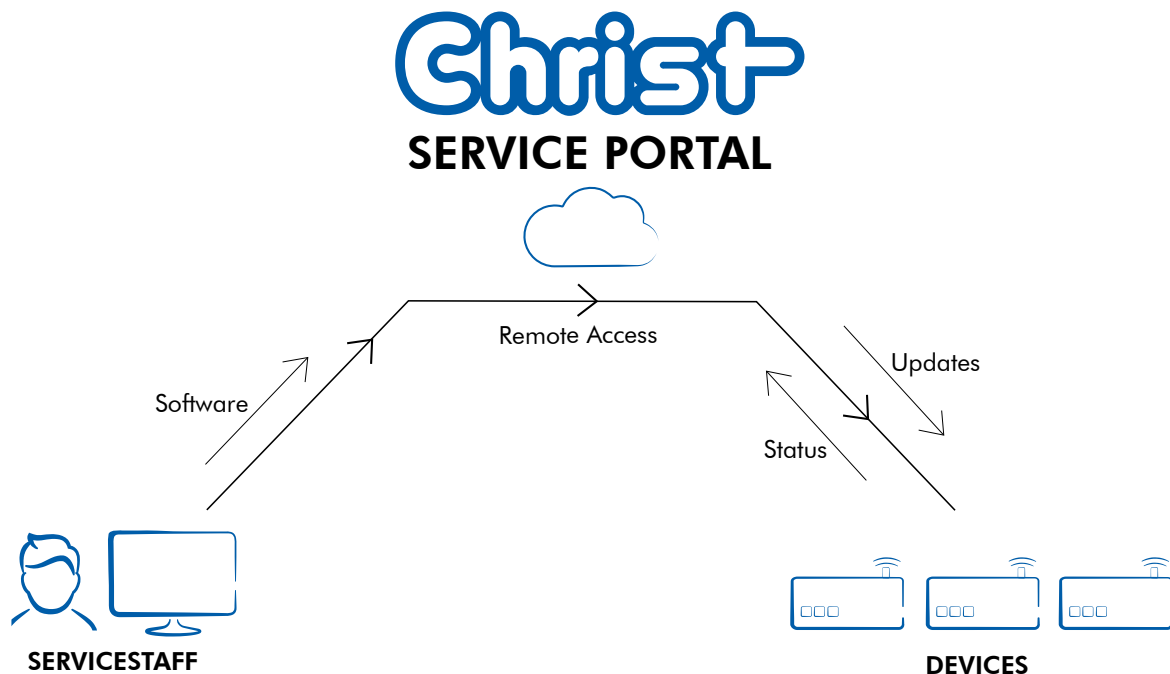 Christ
SERVICE PORTAL
Remote Access
Software
Updates
Status
SERVICESTAFF
DEVICES